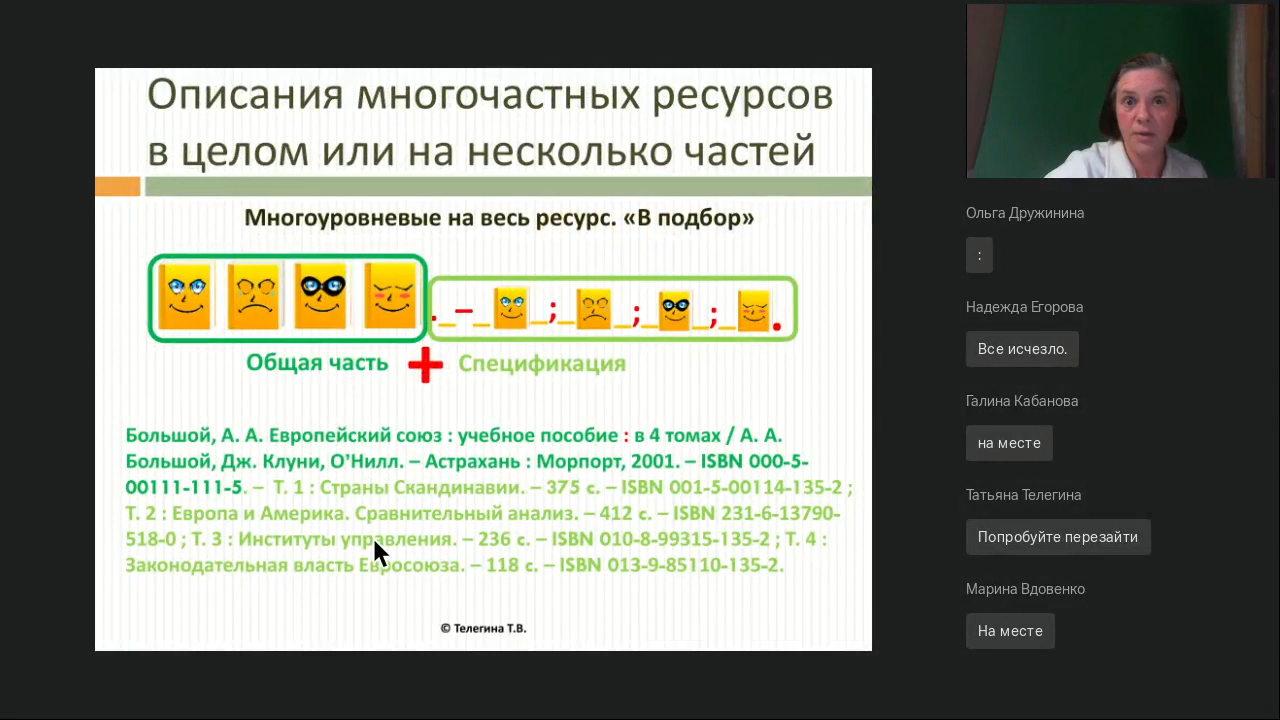 Описания многочастных ресурсов
в целом или на несколько частей
Многоуровневые на весь ресурс. «В подбор»
. – ; ; ; .
Общая часть + Спецификация
Большой, А. А. Европейский союз : учебное пособие : в 4 томах / А. А.
Большой, Дж. Клуни, О'Нилл. – Астрахань : Морпорт, 2001. – ISBN 000-5-
00111-111-5. – Т. 1 : Страны Скандинавии. – 375 с. – ISBN 001-5-00114-135-2 ;
Т. 2 : Европа и Америка. Сравнительный анализ. – 412 с. – ISBN 231-6-13790-
518-0 ; Т. 3 : Институты управления. – 236 с. – ISBN 010-8-99315-135-2 ; Т. 4 :
Законодательная власть Евросоюза. – 118 с. – ISBN 013-9-85110-135-2.
© Телегина Т.В.
Ольга Дружинина
:
Надежда Егорова
Все исчезло.
Галина Кабанова
на месте
Татьяна Телегина
Попробуйте перезайти
Марина Вдовенко
На месте